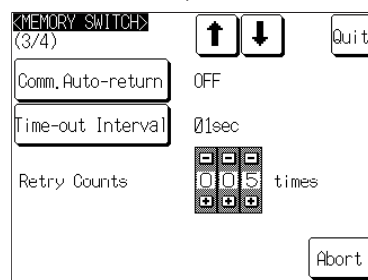 <MEMORY SWITCH>
(3/4)
Quit
Comm.Auto-return OFF
Time-out Interval 01sec
Retry Counts 005 times
Abort